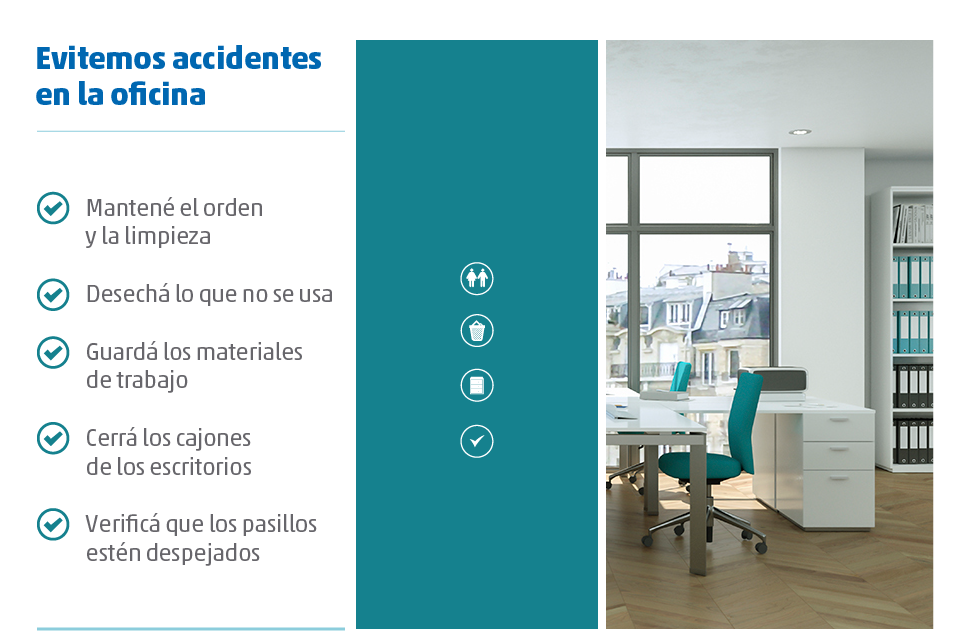 Evitemos accidentes
en la oficina
Mantené el orden
y la limpieza
Desechá lo que no se usa
Guardá los materiales
de trabajo
Cerrá los cajones
de los escritorios
Verificá que los pasillos
estén despejados